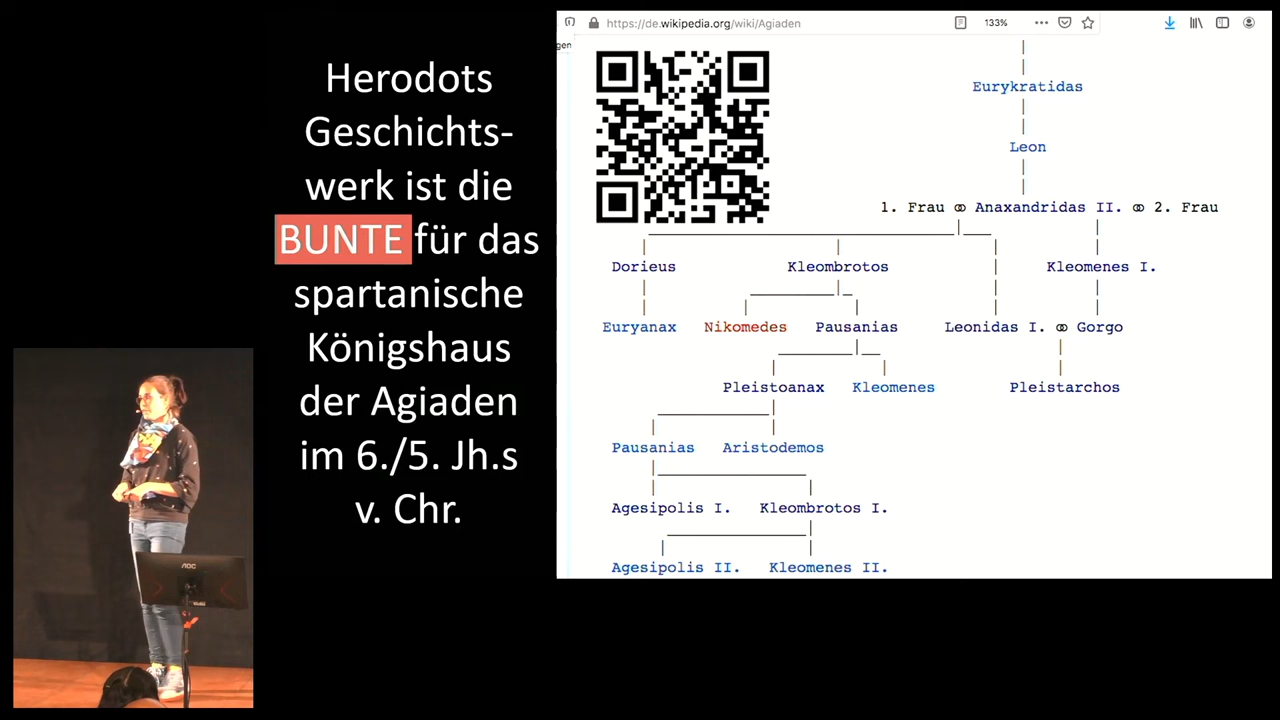 Herodots
Geschichts-
werk ist die
BUNTE für das
spartanische
Königshaus
der Agiaden
im 6./5. Jh.s
v. Chr.
https://de.wikipedia.org/wiki/Agiaden
133%
gen
Eurykratidas
Leon
1. Frau ⚭ Anaxandridas II. ⚭ 2. Frau
Dorieus Kleombrotos Kleomenes I.
Euryanax Nikomedes Pausanias Leonidas I. ⚭ Gorgo
Pleistoanax Kleomenes Pleistarchos
Pausanias Aristodemos
Agesipolis I. Kleombrotos I.
Agesipolis II. Kleomenes II.
AOC